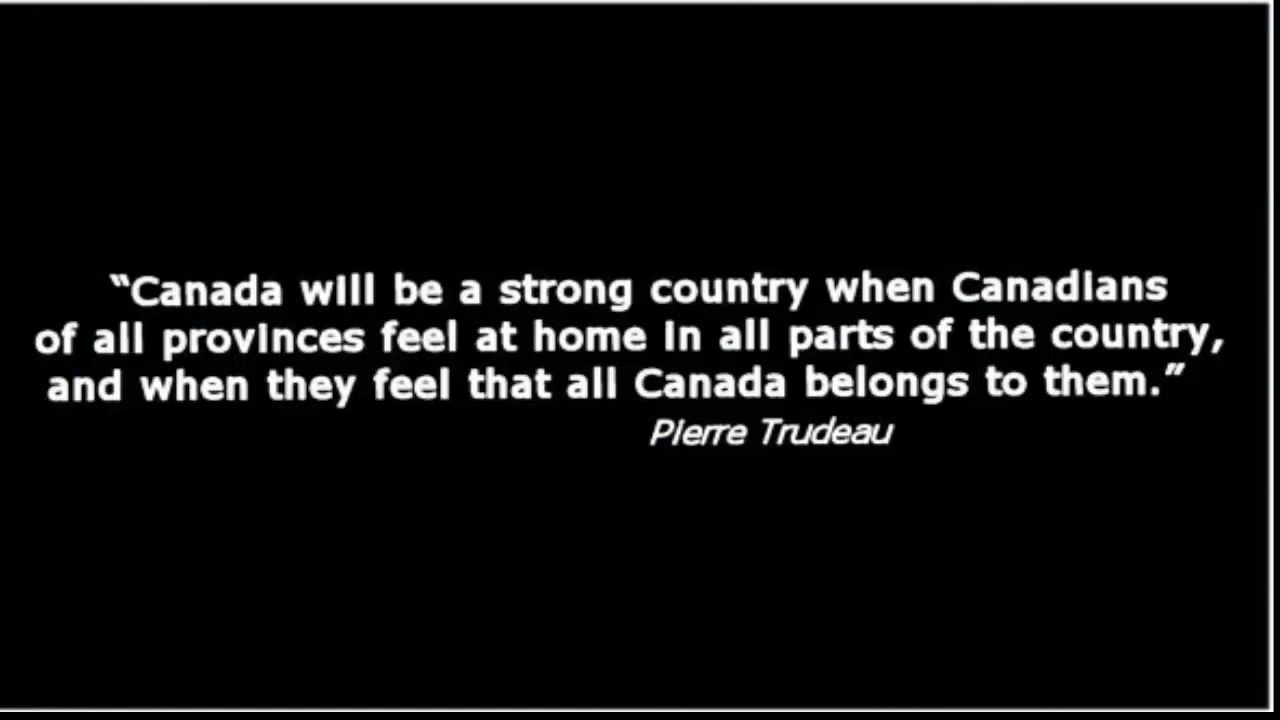 “Canada will be a strong country when Canadians
of all provinces feel at home in all parts of the country,
and when they feel that all Canada belongs to them.”
Pierre Trudeau